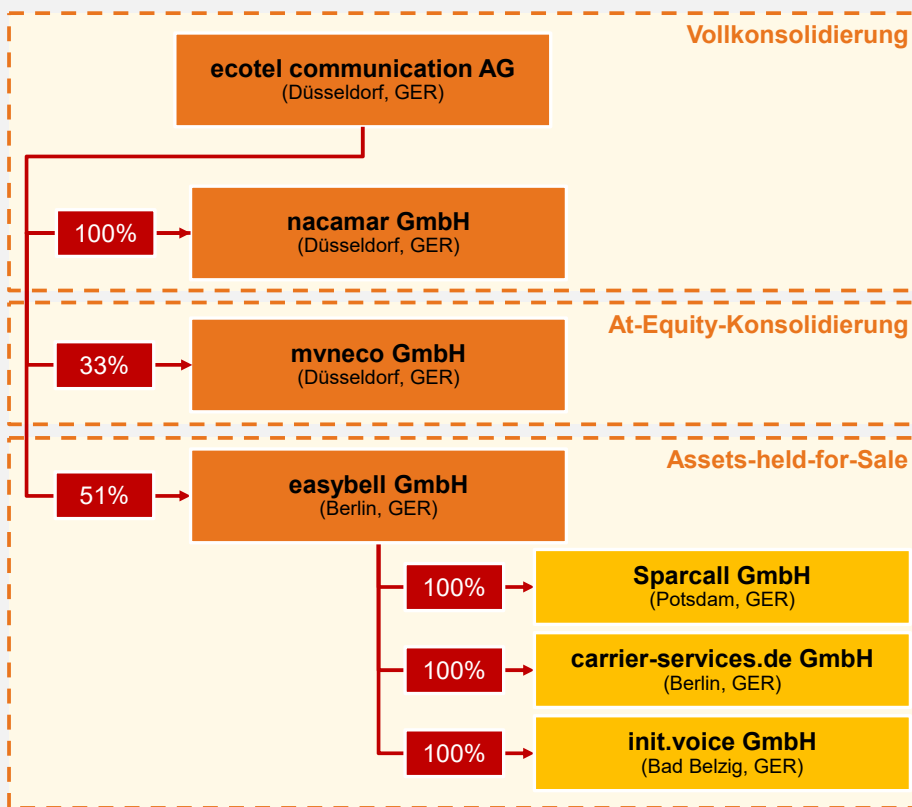 Vollkonsolidierung
ecotel communication AG
(Düsseldorf, GER)
100%
nacamar GmbH
(Düsseldorf, GER)
At-Equity-Konsolidierung
33%
mvneco GmbH
(Düsseldorf, GER)
Assets-held-for-Sale
51%
easybell GmbH
(Berlin, GER)
100%
Sparcall GmbH
(Potsdam, GER)
100%
carrier-services.de GmbH
(Berlin, GER)
100%
init.voice GmbH
(Bad Belzig, GER)